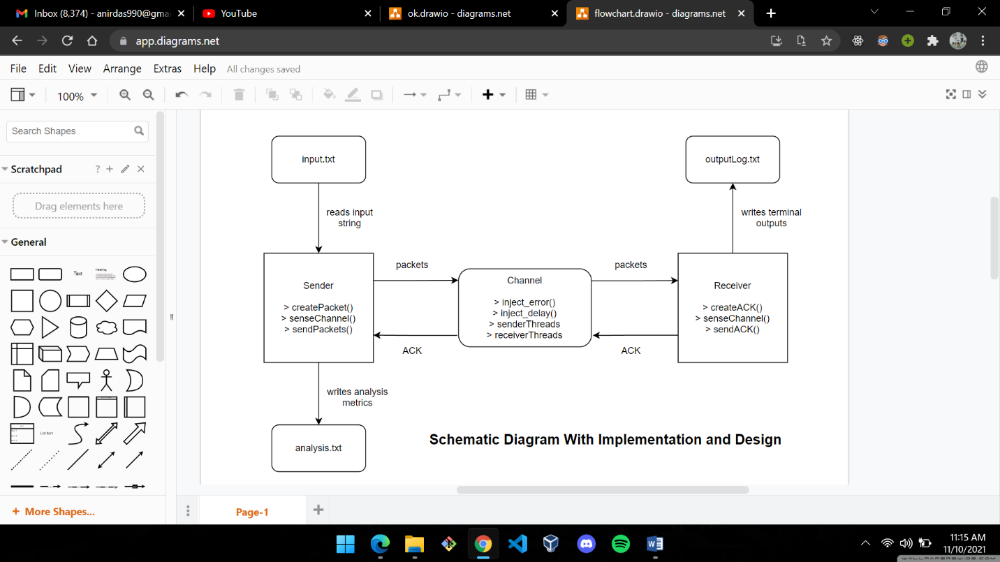 Inbox (8,374) - anirdas990@gmai
YouTube
ok.drawio - diagrams.net
flowchart.drawio - diagrams.net
app.diagrams.net
File Edit View Arrange Extras Help All changes saved
100%
Search Shapes
Scratchpad
?
Drag elements here
General
Text
Heading
List Item
+ More Shapes...
input.txt
outputLog.txt
reads input
string
writes terminal
outputs
packets
packets
Sender
> createPacket()
> senseChannel()
> sendPackets()
Channel
> inject_error()
> inject_delay()
> senderThreads
> receiverThreads
Receiver
> createACK()
> senseChannel()
> sendACK()
ACK
ACK
writes analysis
metrics
analysis.txt
Schematic Diagram With Implementation and Design
Page-1
11:15 AM
11/10/2021